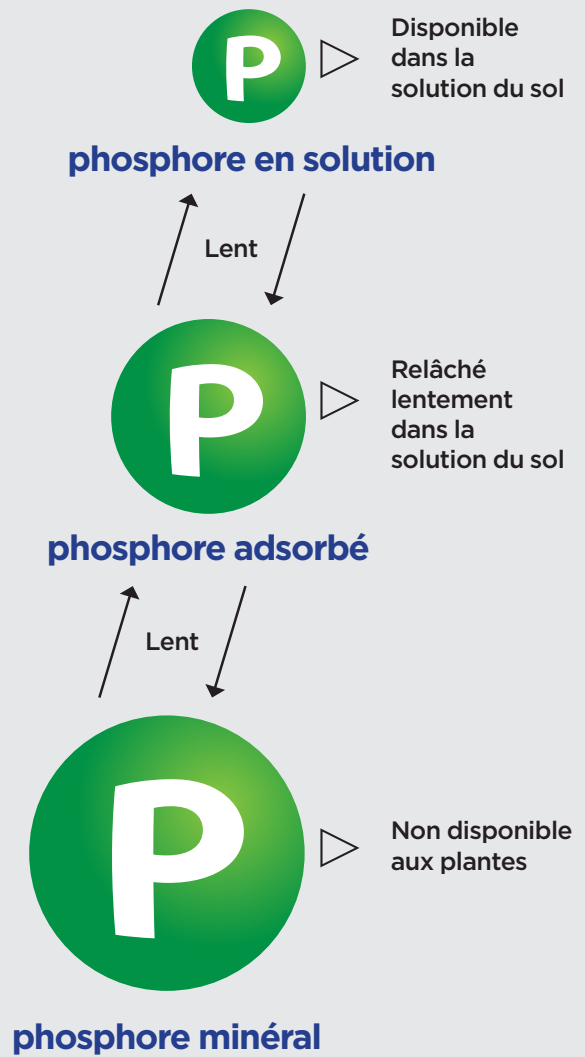 P
Disponible
dans la
solution du sol
phosphore en solution
Lent
P
Relâché
lentement
dans la
solution du sol
phosphore adsorbé
Lent
P
Non disponible
aux plantes
phosphore minéral